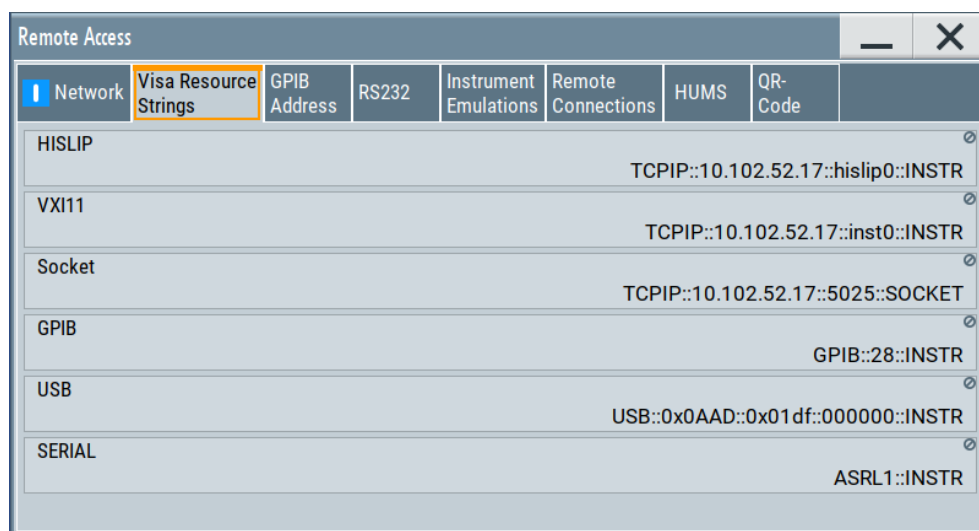 Remote Access
Network
Visa Resource
Strings
GPIB
Address
RS232
Instrument
Emulations
Remote
Connections
HUMS
QR-
Code
HISLIP
TCPIP::10.102.52.17::hislip0::INSTR
VXI11
TCPIP::10.102.52.17::inst0::INSTR
Socket
TCPIP::10.102.52.17::5025::SOCKET
GPIB
GPIB::28::INSTR
USB
USB::0x0AAD::0x01df::000000::INSTR
SERIAL
ASRL1::INSTR